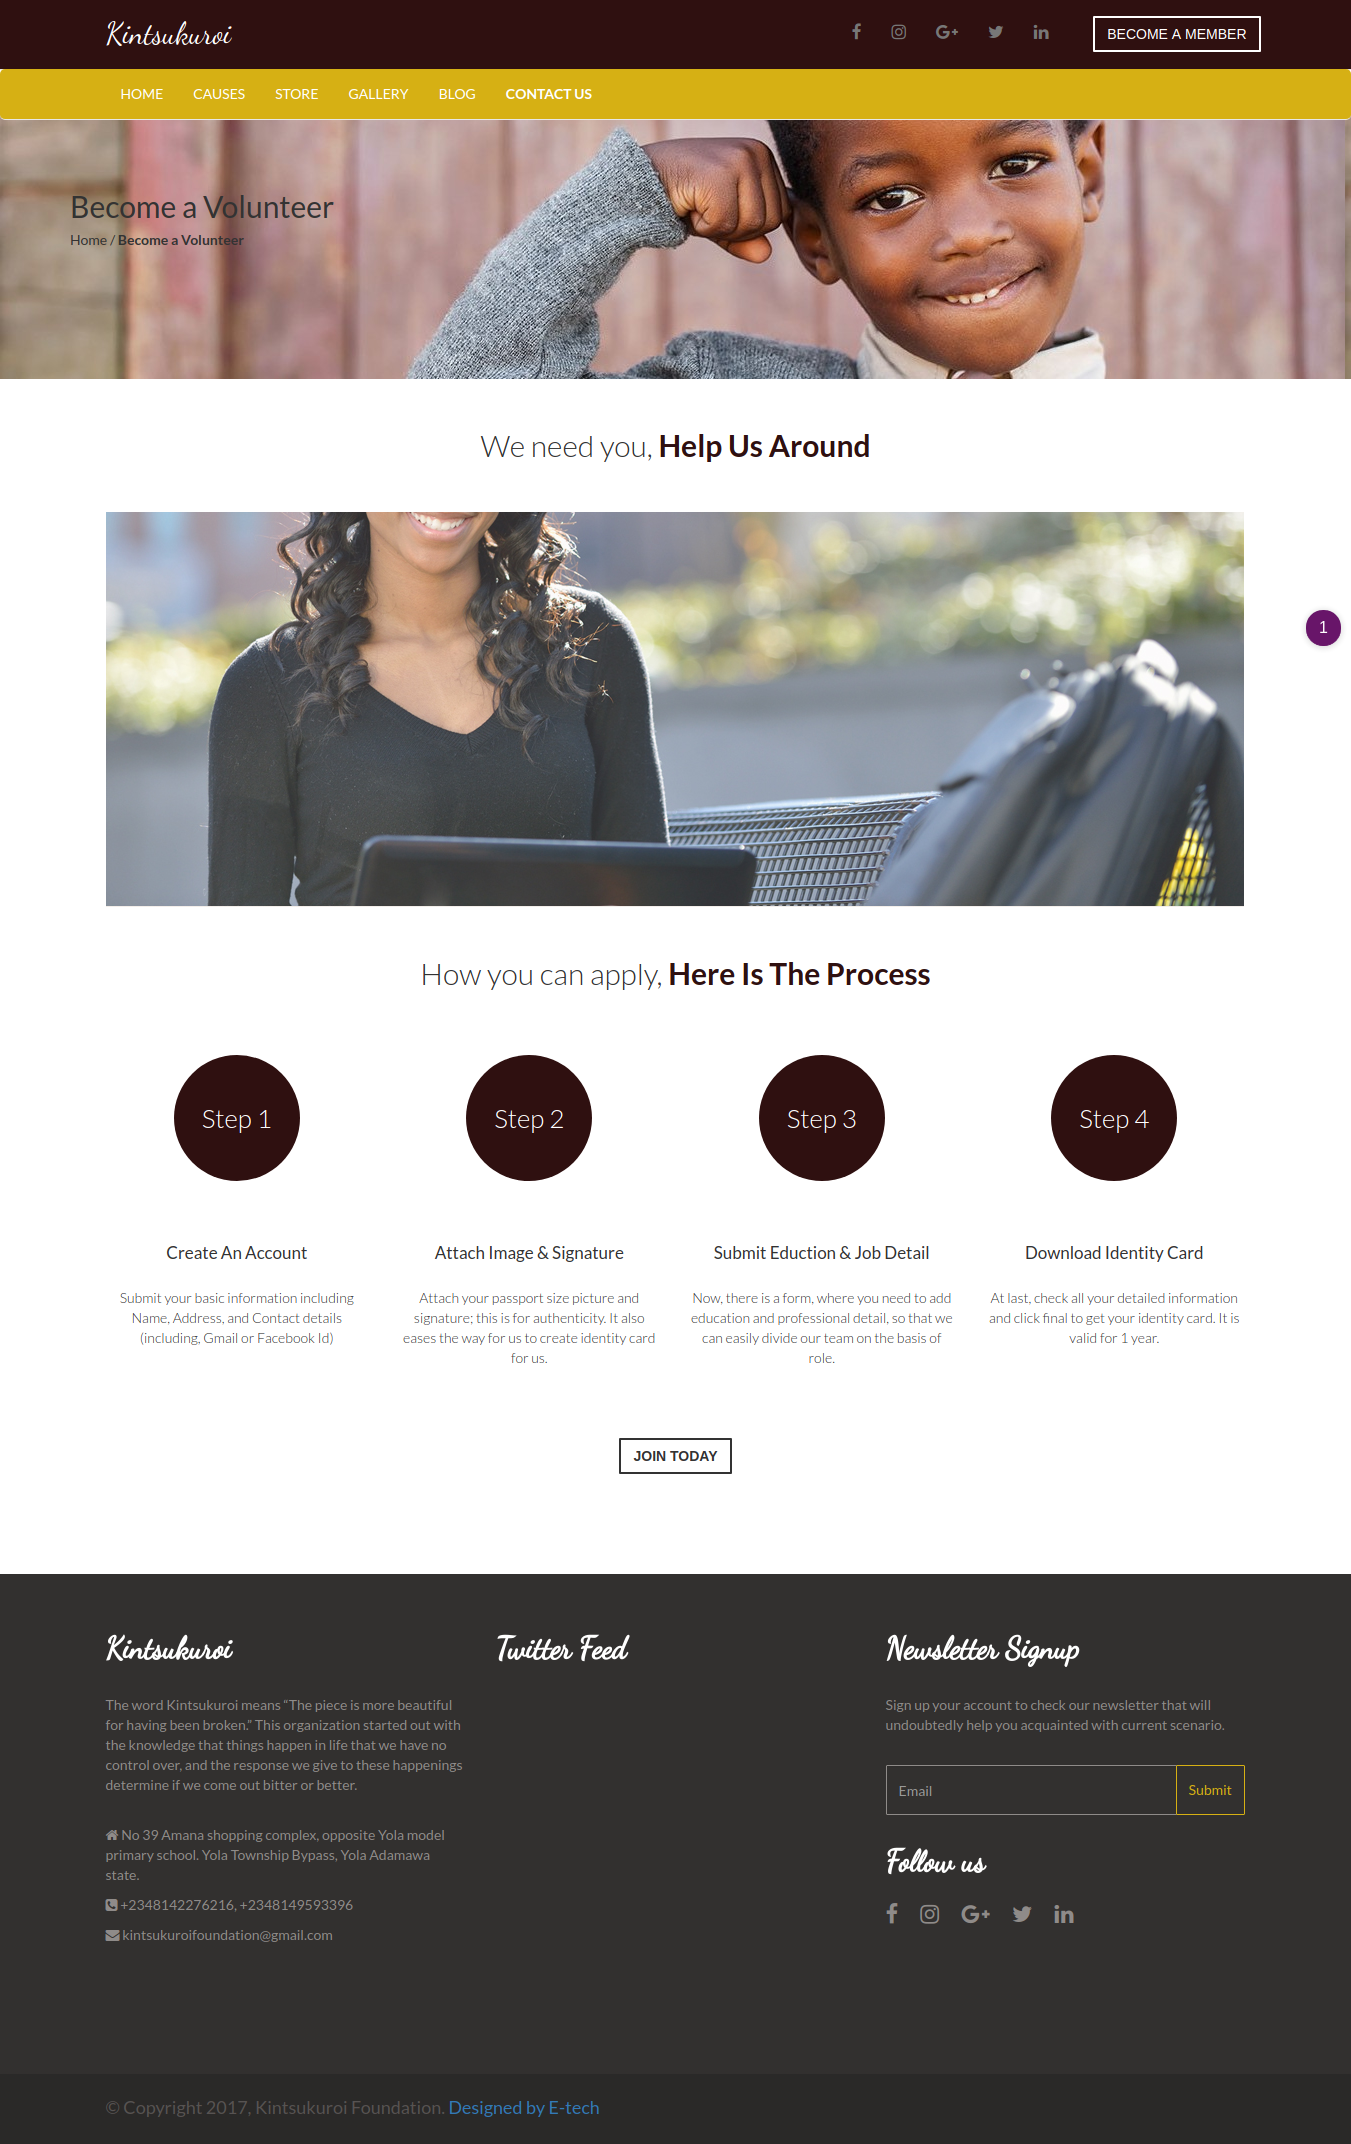 Kintsukuroi
BECOME A MEMBER
HOME CAUSES STORE GALLERY BLOG CONTACT US
Become a Volunteer
Home / Become a Volunteer
We need you, Help Us Around
1
How you can apply, Here Is The Process
Step 1
Step 2
Step 3
Step 4
Create An Account
Submit your basic information including
Name, Address, and Contact details
(including, Gmail or Facebook Id)
Attach Image & Signature
Attach your passport size picture and
signature; this is for authenticity. It also
eases the way for us to create identity card
for us.
Submit Eduction & Job Detail
Now, there is a form, where you need to add
education and professional detail, so that we
can easily divide our team on the basis of
role.
Download Identity Card
At last, check all your detailed information
and click final to get your identity card. It is
valid for 1 year.
JOIN TODAY
Kintsukuroi
The word Kintsukuroi means “The piece is more beautiful
for having been broken.” This organization started out with
the knowledge that things happen in life that we have no
control over, and the response we give to these happenings
determine if we come out bitter or better.
No 39 Amana shopping complex, opposite Yola model
primary school. Yola Township Bypass, Yola Adamawa
state.
+2348142276216, +2348149593396
kintsukuroifoundation@gmail.com
Twitter Feed
Newsletter Signup
Sign up your account to check our newsletter that will
undoubtedly help you acquainted with current scenario.
Email
Submit
Follow us
© Copyright 2017, Kintsukuroi Foundation. Designed by E-tech